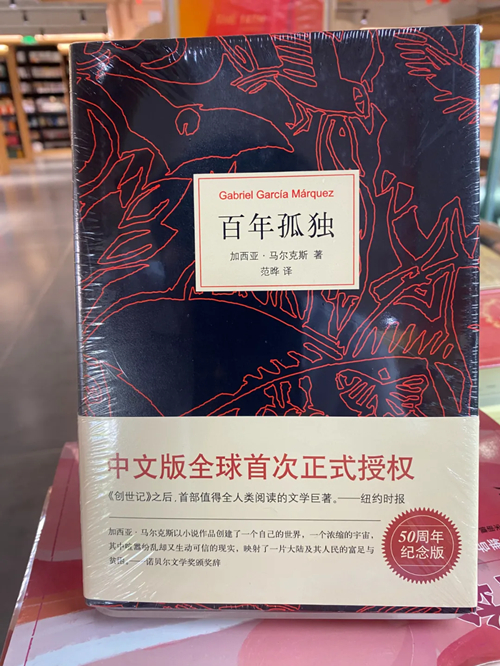 Gabriel García Márquez
百年孤独
加西亚·马尔克斯 著
范晔 译
中文版全球首次正式授权
《创世记》之后，首部值得全人类阅读的文学巨著。——纽约时报
加西亚·马尔克斯以小说作品创建了一个自己的世界，一个浓缩的宇宙，
其中喧嚣纷乱却又生动可信的现实，映射了一片大陆及其人民的富足与
贫困。——诺贝尔文学奖颁奖辞
50周年
纪念版